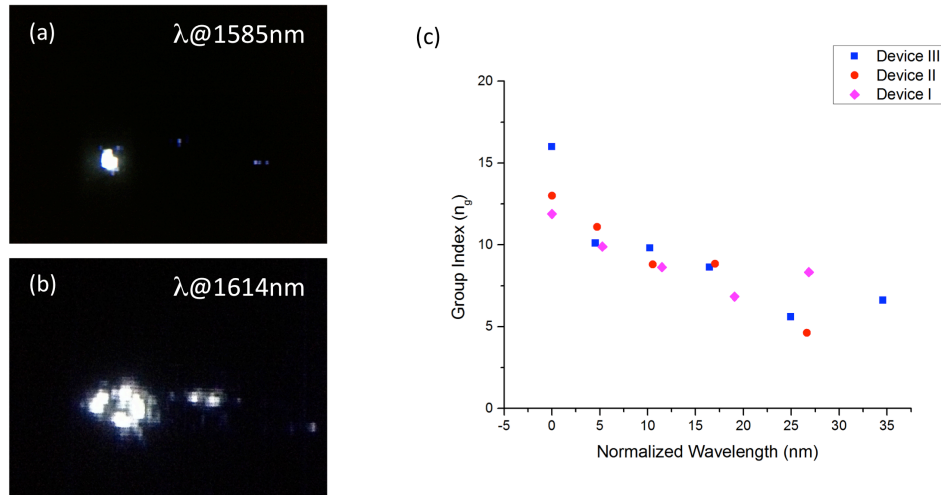 (a)
λ@1585nm
(b)
λ@1614nm
(c)
Device III
Device II
Device I
20
15
10
5
0
Group Index (ng)
-5 0 5 10 15 20 25 30 35
Normalized Wavelength (nm)